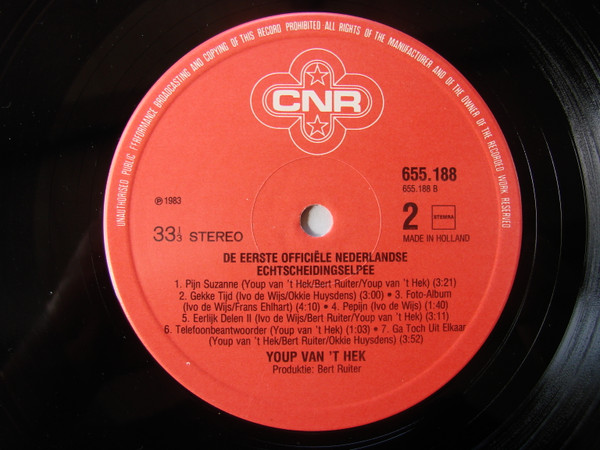 UNAUTHORISED PUBLIC PERFORMANCE BROADCASTING AND COPYING OF THIS RECORD PROHIBITED ALL RIGHTS OF THE MANUFACTURER AND OF THE OWNER OF THE RECORDED WORK RESERVED
CNR
655.188
655.188 B
℗ 1983
2 STEMRA
33 1/3 STEREO
MADE IN HOLLAND
DE EERSTE OFFICIËLE NEDERLANDSE
ECHTSCHEIDINGSELPEE
1. Pijn Suzanne (Youp van 't Hek/Bert Ruiter/Youp van 't Hek) (3:21)
2. Gekke Tijd (Ivo de Wijs/Okkie Huysdens) (3:00) • 3. Foto-Album
(Ivo de Wijs/Frans Ehlhart) (4:10) • 4. Pepijn (Ivo de Wijs) (1:40)
5. Eerlijk Delen II (Ivo de Wijs/Bert Ruiter/Youp van 't Hek) (3:11)
6. Telefoonbeantwoorder (Youp van 't Hek) (1:03) • 7. Ga Toch Uit Elkaar
(Youp van 't Hek/Bert Ruiter/Okkie Huysdens) (3:52)
YOUP VAN 'T HEK
Produktie: Bert Ruiter